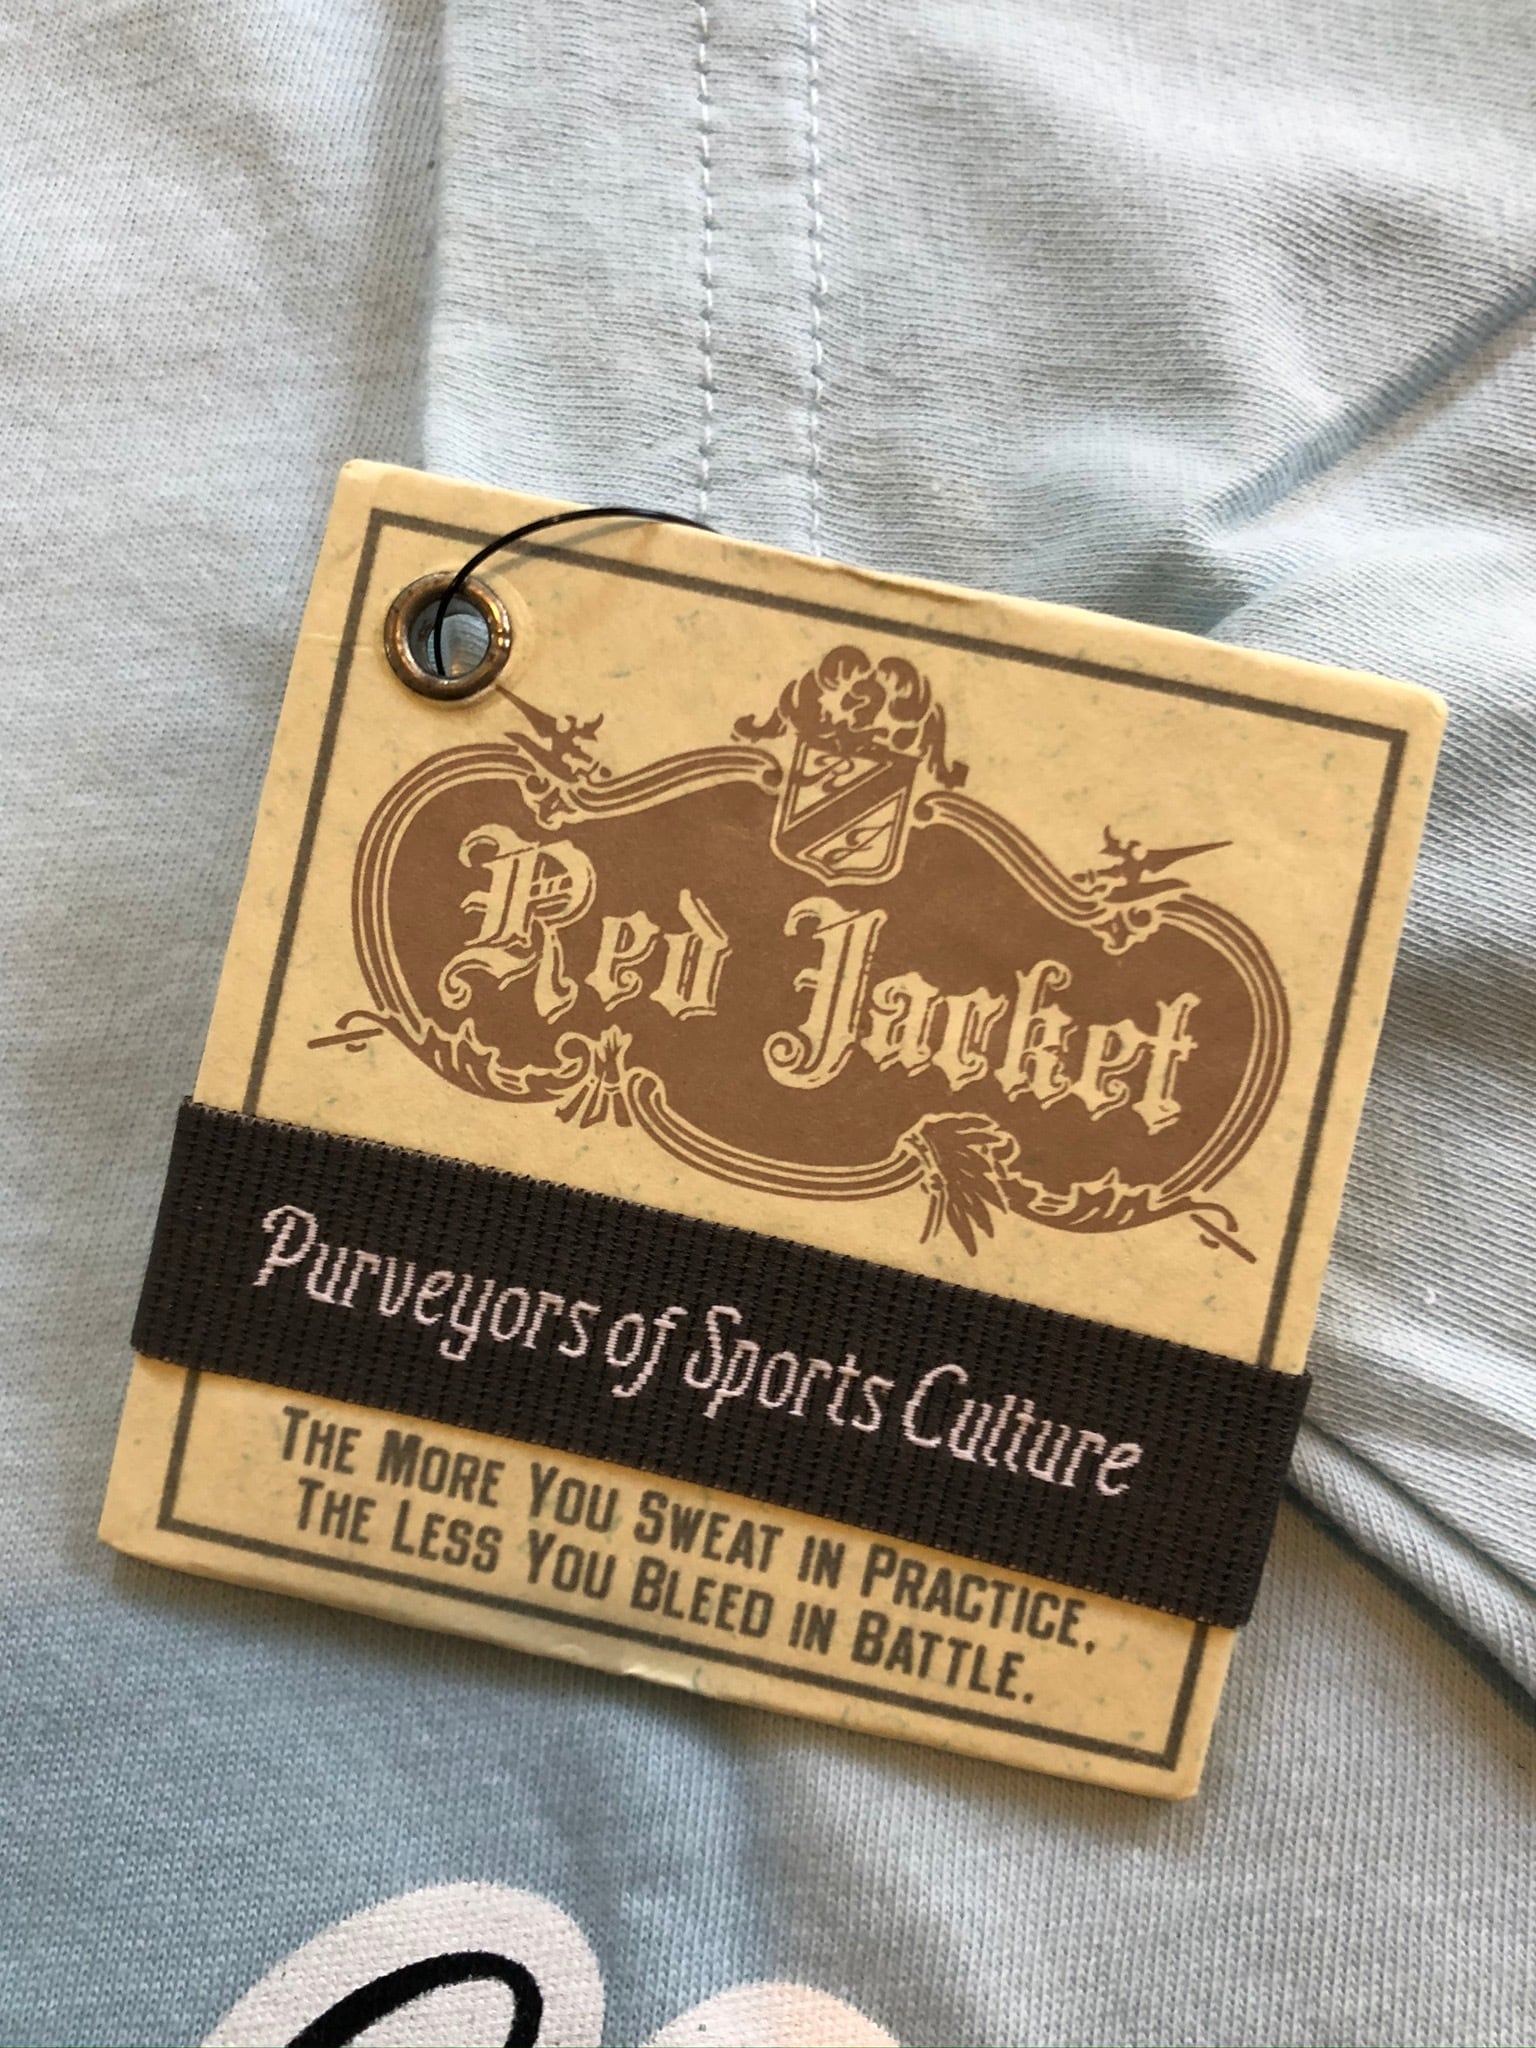 R
J
Red Jacket
Purveyors of Sports Culture
The More You Sweat in Practice.
The Less You Bleed in Battle.